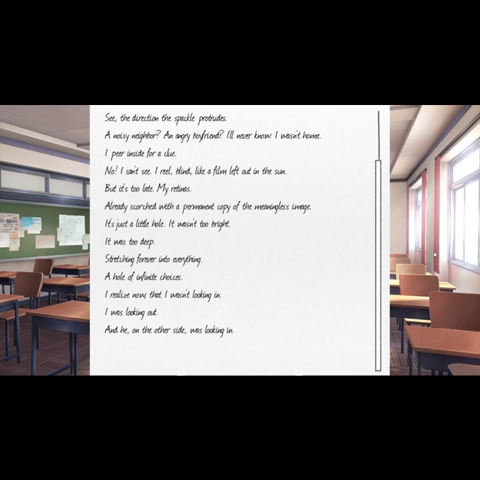 See, the direction the spackle protrudes.
A noisy neighbor? An angry boyfriend? I'll never know. I wasn't home.
I peer inside for a clue.
No! I can't see. I reel, blind, like a film left out in the sun.
But it's too late. My retinas.
Already scorched with a permanent copy of the meaningless image.
It's just a little hole. It wasn't too bright.
It was too deep.
Stretching forever into everything.
A hole of infinite choices.
I realize now, that I wasn't looking in.
I was looking out.
And he, on the other side, was looking in.